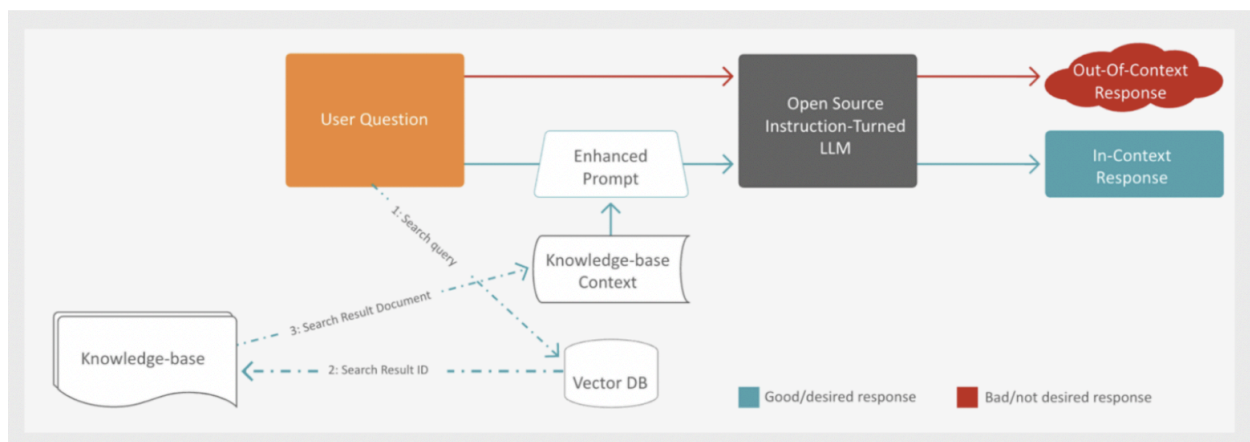 User Question
Open Source
Instruction-Turned
LLM
Out-Of-Context
Response
Enhanced
Prompt
In-Context
Response
1: Search query
Knowledge-base
Context
3: Search Result Document
Knowledge-base
2: Search Result ID
Vector DB
Good/desired response
Bad/not desired response